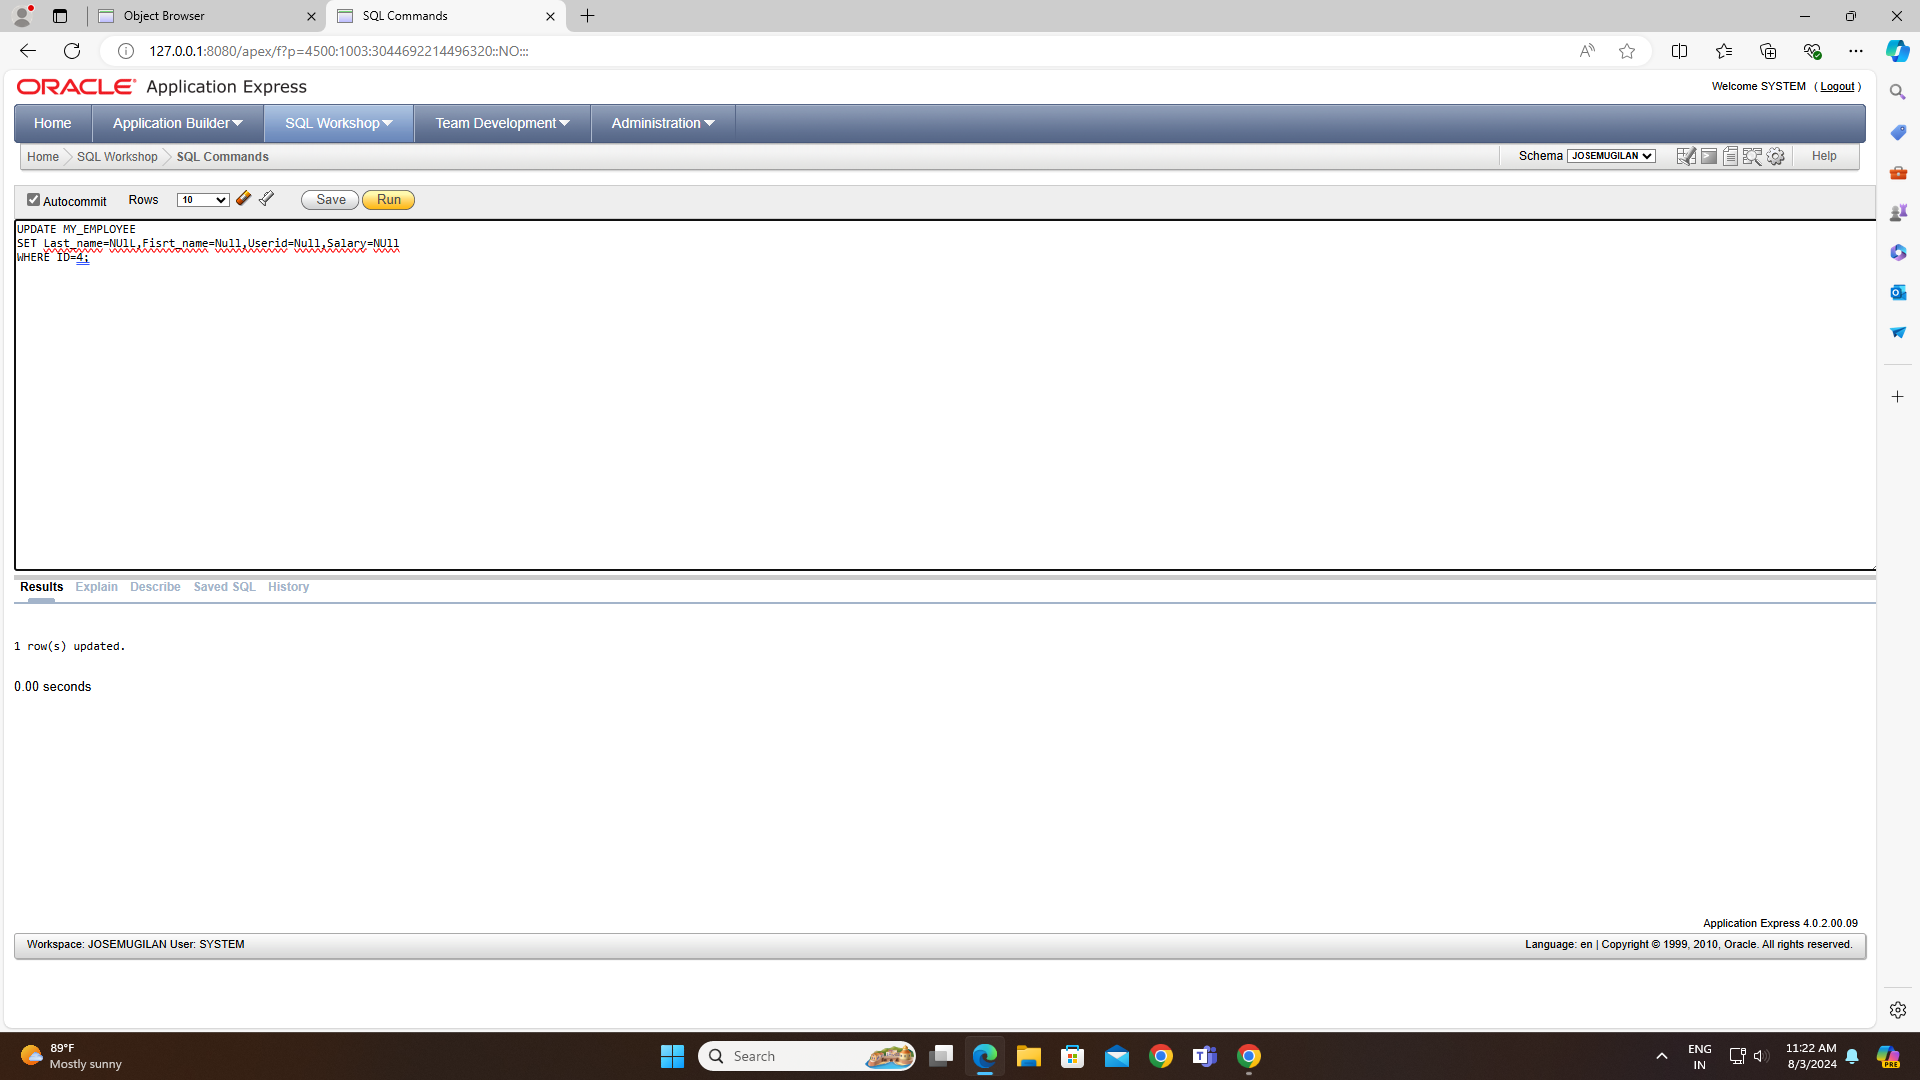 Object Browser
SQL Commands
127.0.0.1:8080/apex/f?p=4500:1003:3044692214496320::NO:::
ORACLE Application Express
Welcome SYSTEM ( Logout )
Home Application Builder SQL Workshop Team Development Administration
Home SQL Workshop SQL Commands
Schema JOSEMUGILAN Help
Autocommit Rows 10 Save Run
UPDATE MY_EMPLOYEE
SET Last_name=NUlL,Fisrt_name=Null,Userid=Null,Salary=NUll
WHERE ID=4;
Results Explain Describe Saved SQL History
1 row(s) updated.
0.00 seconds
Application Express 4.0.2.00.09
Workspace: JOSEMUGILAN User: SYSTEM
Language: en | Copyright © 1999, 2010, Oracle. All rights reserved.
89°F
Mostly sunny
Search
ENG
IN
11:22 AM
8/3/2024
PRE